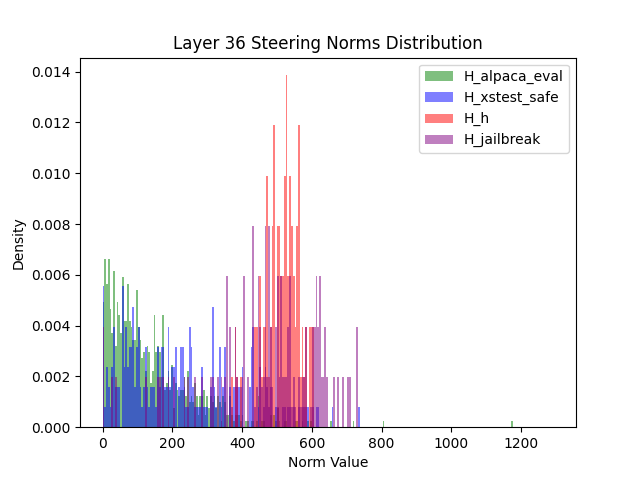 Layer 36 Steering Norms Distribution
H_alpaca_eval
H_xstest_safe
H_h
H_jailbreak
0.014
0.012
0.010
0.008
0.006
0.004
0.002
0.000
Density
0 200 400 600 800 1000 1200
Norm Value